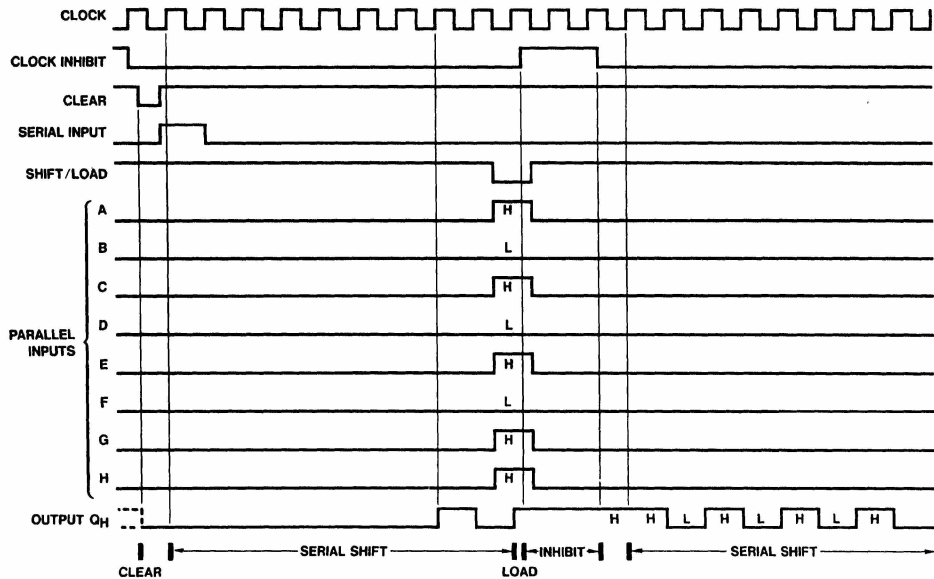 CLOCK
CLOCK INHIBIT
CLEAR
SERIAL INPUT
SHIFT/LOAD
A H
B L
C H
D L
PARALLEL
INPUTS
E H
F L
G H
H H
OUTPUT QH H H L H L H L H
SERIAL SHIFT INHIBIT SERIAL SHIFT
CLEAR LOAD